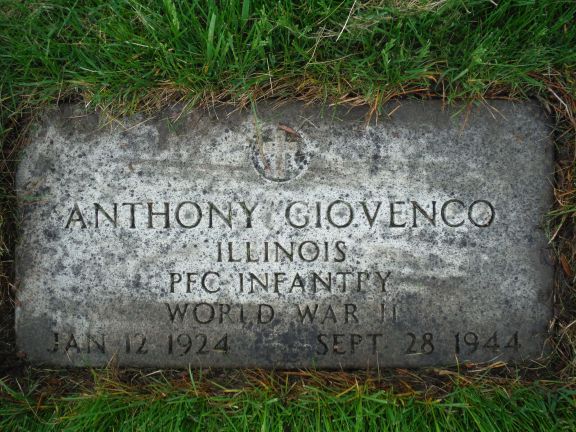 ANTHONY GIOVENCO
ILLINOIS
PFC INFANTRY
WORLD WAR II
JAN 12 1924 SEPT 28 1944